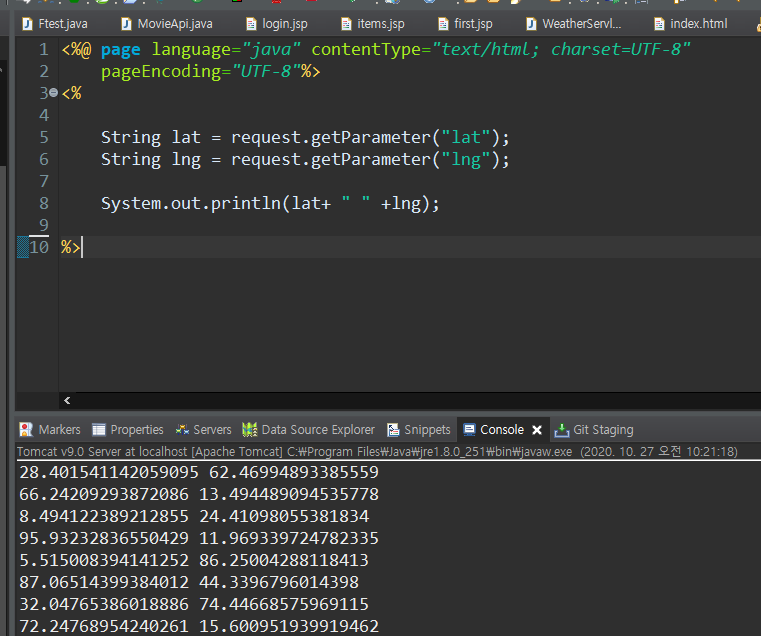 Ftest.java MovieApi.java login.jsp items.jsp first.jsp WeatherServl... index.html
1 <%@ page language="java" contentType="text/html; charset=UTF-8"
2     pageEncoding="UTF-8"%>
3 <%
4
5     String lat = request.getParameter("lat");
6     String lng = request.getParameter("lng");
7
8     System.out.println(lat+ " " +lng);
9
10 %>
Markers Properties Servers Data Source Explorer Snippets Console Git Staging
Tomcat v9.0 Server at localhost [Apache Tomcat] C:₩Program Files₩Java₩jre1.8.0_251₩bin₩javaw.exe (2020. 10. 27 오전 10:21:18)
28.401541142059095 62.46994893385559
66.24209293872086 13.494489094535778
8.494122389212855 24.41098055381834
95.93232836550429 11.969339724782335
5.515008394141252 86.25004288118413
87.06514399384012 44.3396796014398
32.04765386018886 74.44668575969115
72.24768954240261 15.600951939919462